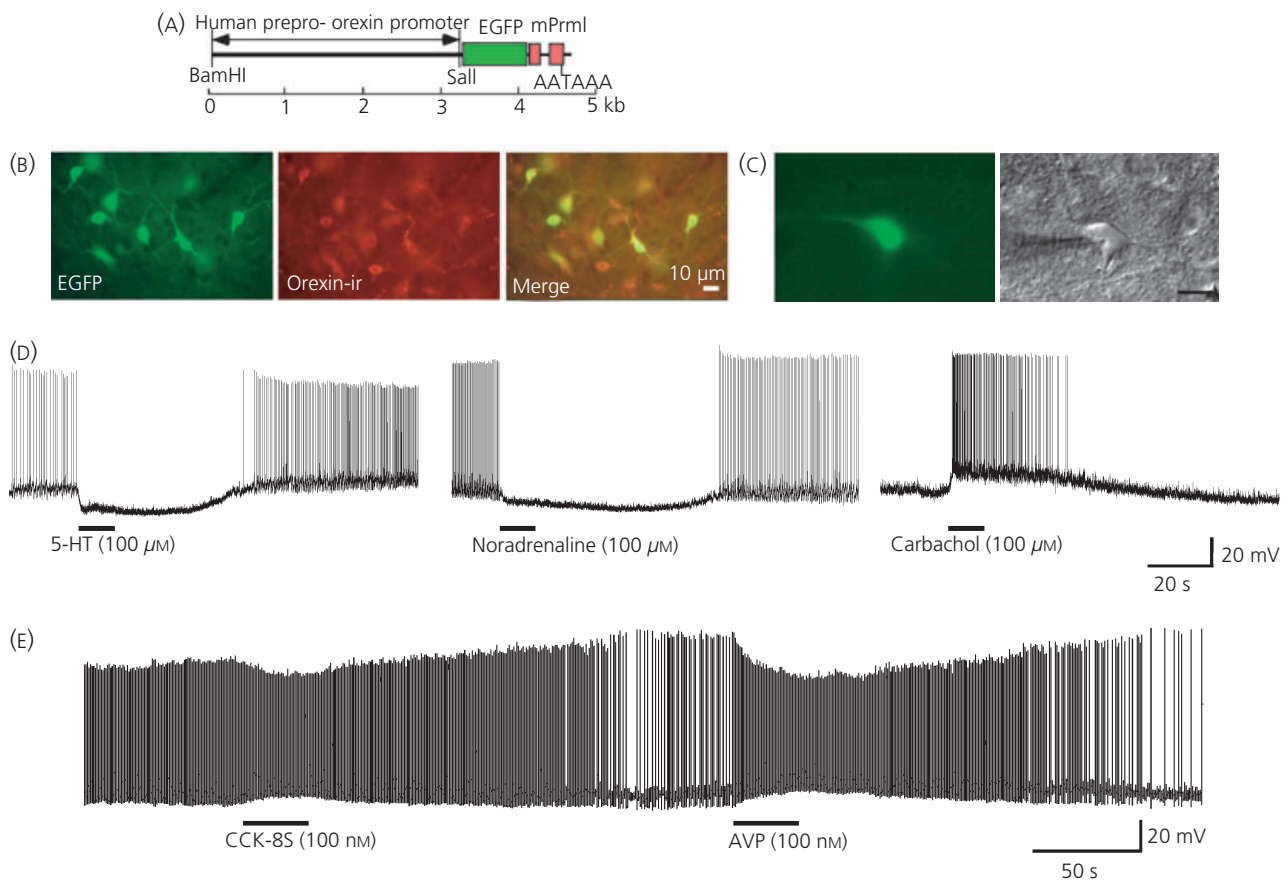 (A)
Human prepro- orexin promoter EGFP mPrmI
BamHI SalI AATAAA
0 1 2 3 4 5 kb
(B)
EGFP Orexin-ir Merge 10 µm
(C)
(D)
5-HT (100 µM) Noradrenaline (100 µM) Carbachol (100 µM)
20 mV
20 s
(E)
CCK-8S (100 nM) AVP (100 nM)
20 mV
50 s